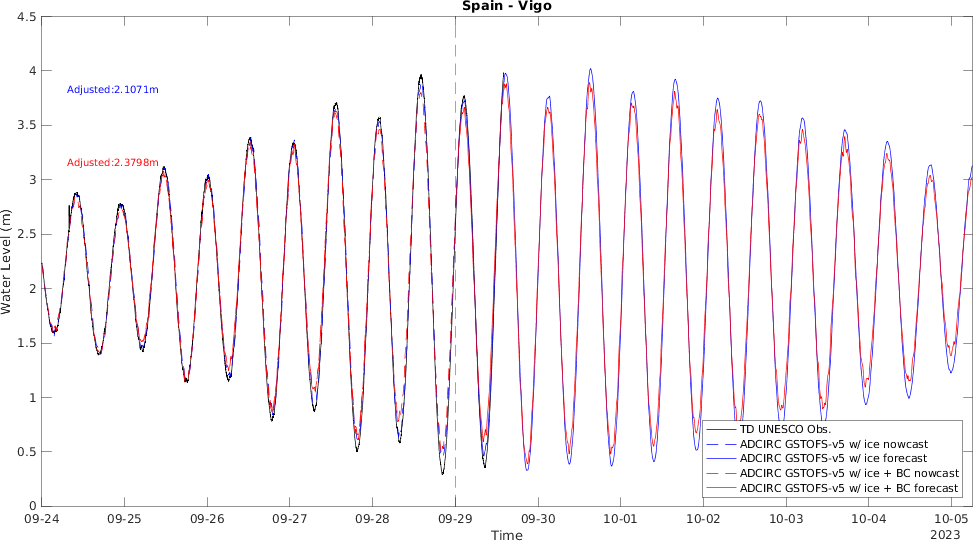 Spain - Vigo
4.5
4
3.5
3
2.5
2
1.5
1
0.5
0
Water Level (m)
Adjusted:2.1071m
Adjusted:2.3798m
TD UNESCO Obs.
ADCIRC GSTOFS-v5 w/ ice nowcast
ADCIRC GSTOFS-v5 w/ ice forecast
ADCIRC GSTOFS-v5 w/ ice + BC nowcast
ADCIRC GSTOFS-v5 w/ ice + BC forecast
09-24 09-25 09-26 09-27 09-28 09-29 09-30 10-01 10-02 10-03 10-04 10-05
2023
Time